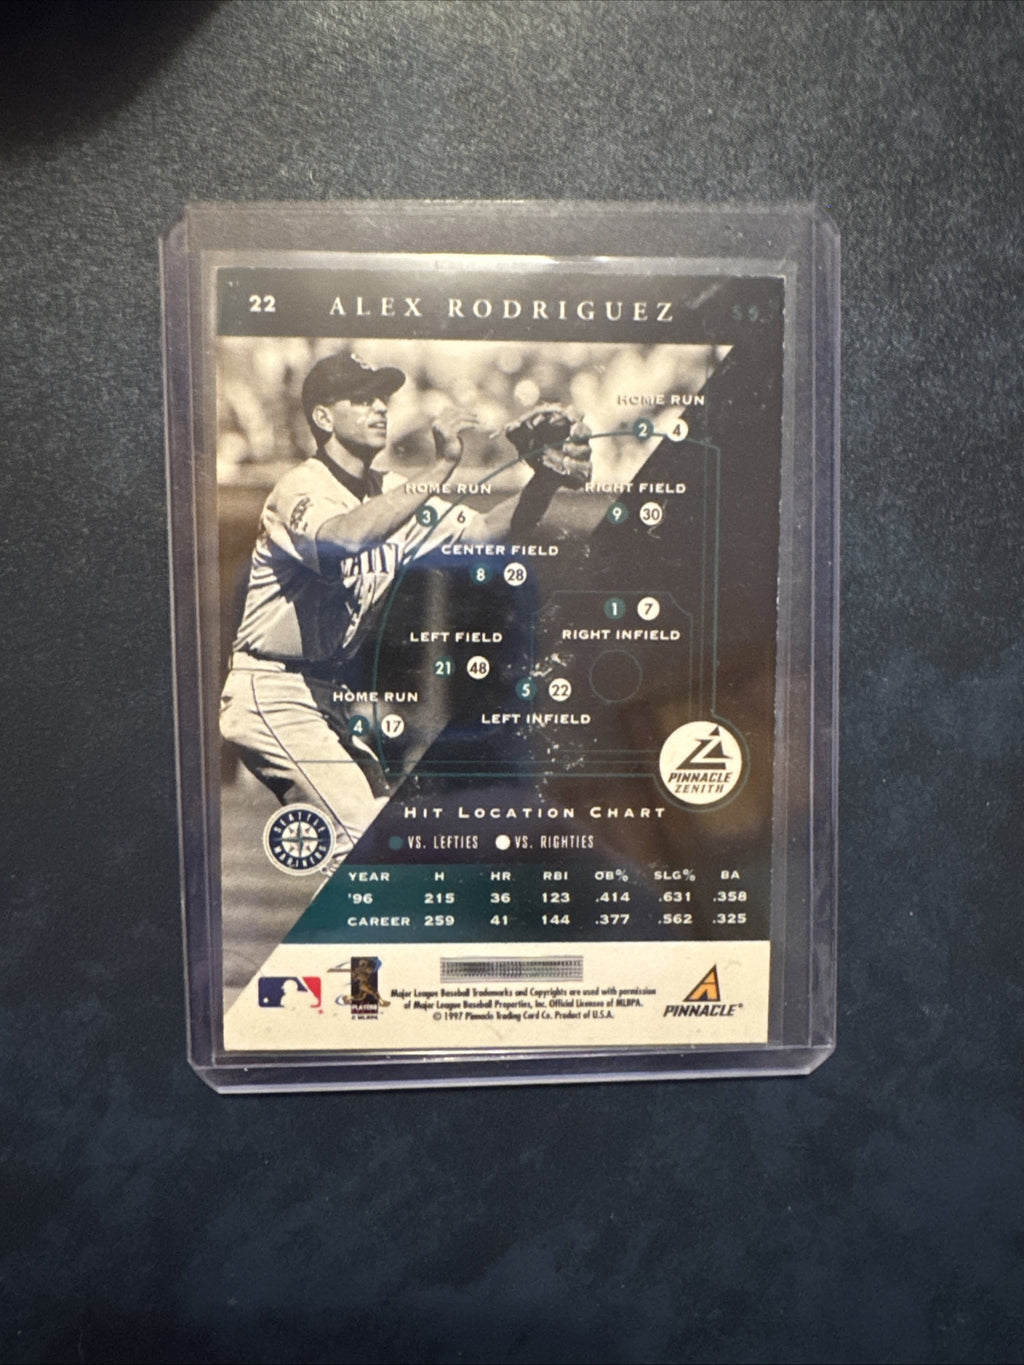 22 ALEX RODRIGUEZ SS
HOME RUN
2 4
HOME RUN
3 6
RIGHT FIELD
9 30
CENTER FIELD
8 28
1 7
RIGHT INFIELD
LEFT FIELD
21 48
5 22
LEFT INFIELD
HOME RUN
4 17
PINNACLE
ZENITH
SEATTLE
MARINERS
HIT LOCATION CHART
VS. LEFTIES VS. RIGHTIES
YEAR H HR RBI OB% SLG% BA
'96 215 36 123 .414 .631 .358
CAREER 259 41 144 .377 .562 .325
PLAYERS
© MLBPA
Major League Baseball Trademarks and Copyrights are used with permission
of Major League Baseball Properties, Inc. Official Licensee of MLBPA.
© 1997 Pinnacle Trading Card Co. Product of U.S.A.
PINNACLE®